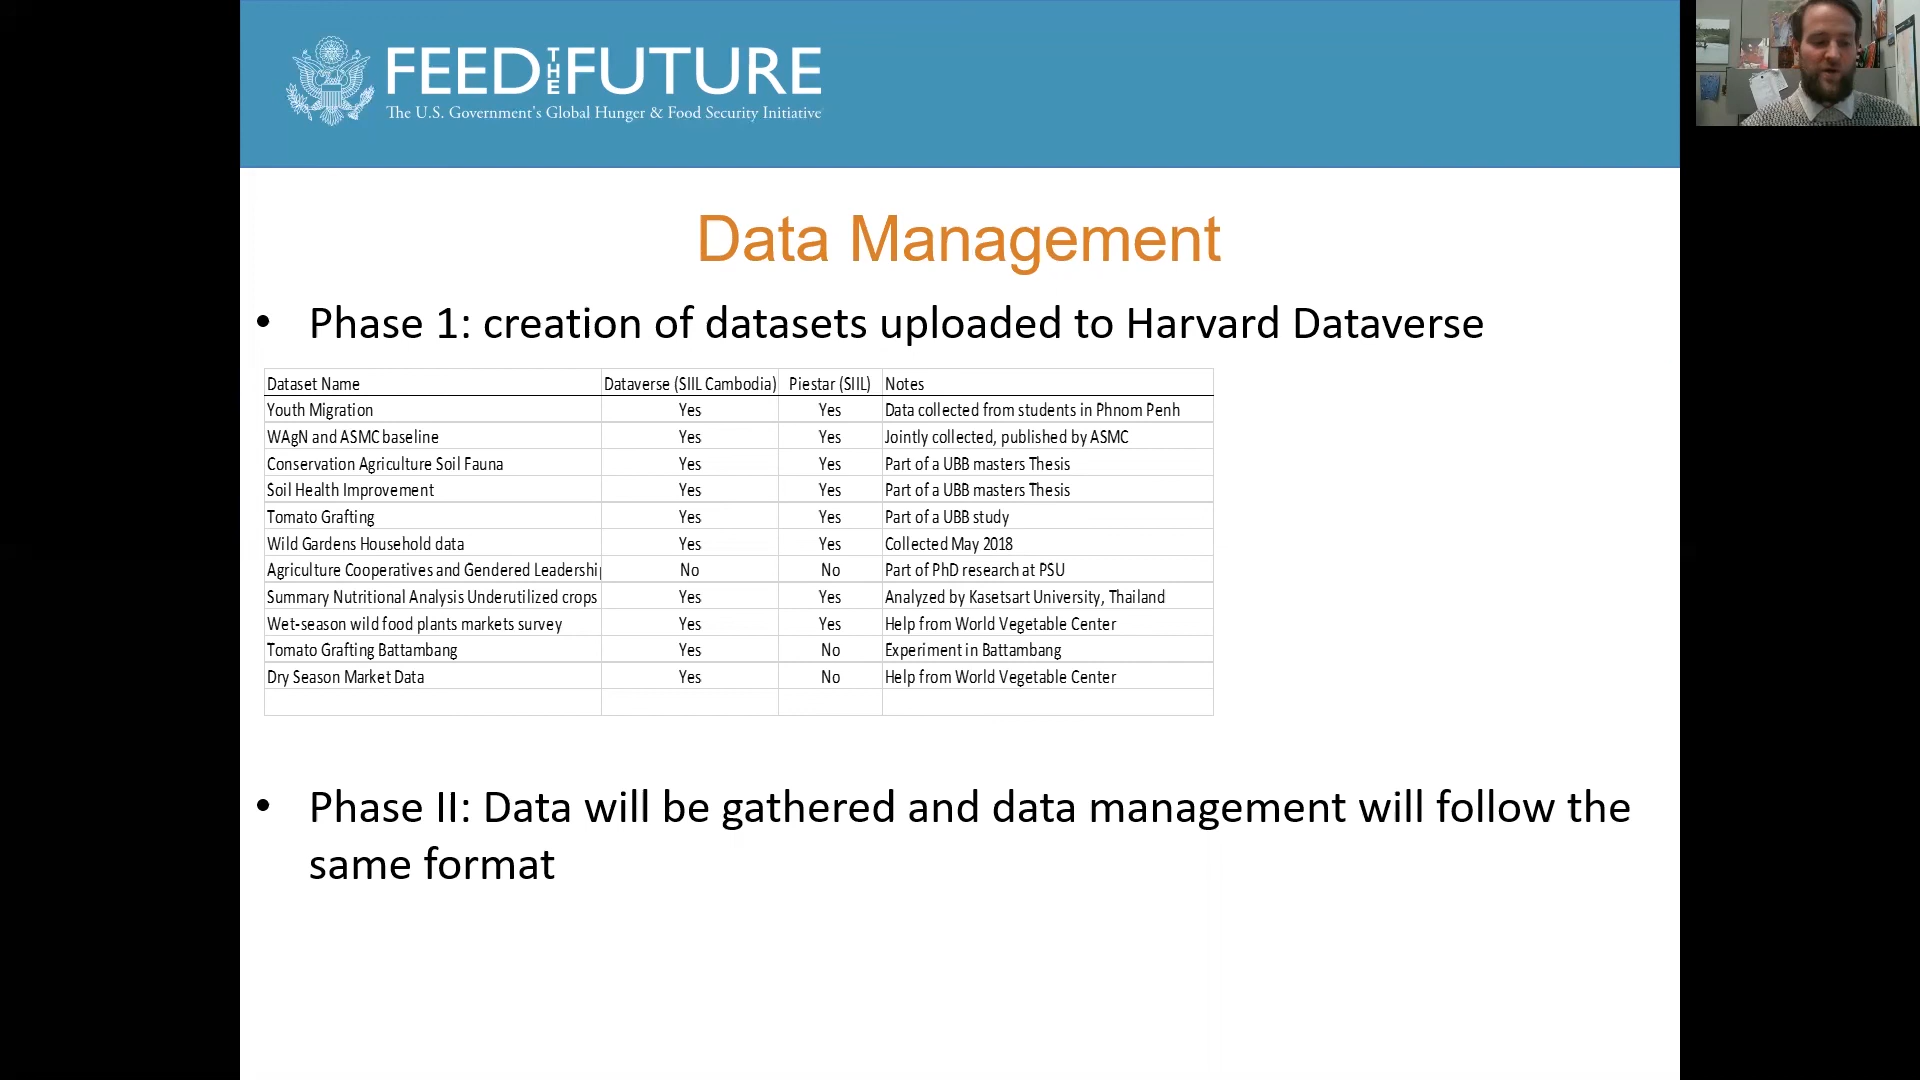 FEED THE FUTURE
The U.S. Government's Global Hunger & Food Security Initiative
Data Management
• Phase 1: creation of datasets uploaded to Harvard Dataverse
Dataset Name Dataverse (SIIL Cambodia) Piestar (SIIL) Notes
Youth Migration Yes Yes Data collected from students in Phnom Penh
WAgN and ASMC baseline Yes Yes Jointly collected, published by ASMC
Conservation Agriculture Soil Fauna Yes Yes Part of a UBB masters Thesis
Soil Health Improvement Yes Yes Part of a UBB masters Thesis
Tomato Grafting Yes Yes Part of a UBB study
Wild Gardens Household data Yes Yes Collected May 2018
Agriculture Cooperatives and Gendered Leadershi No No Part of PhD research at PSU
Summary Nutritional Analysis Underutilized crops Yes Yes Analyzed by Kasetsart University, Thailand
Wet-season wild food plants markets survey Yes Yes Help from World Vegetable Center
Tomato Grafting Battambang Yes No Experiment in Battambang
Dry Season Market Data Yes No Help from World Vegetable Center
• Phase II: Data will be gathered and data management will follow the
same format